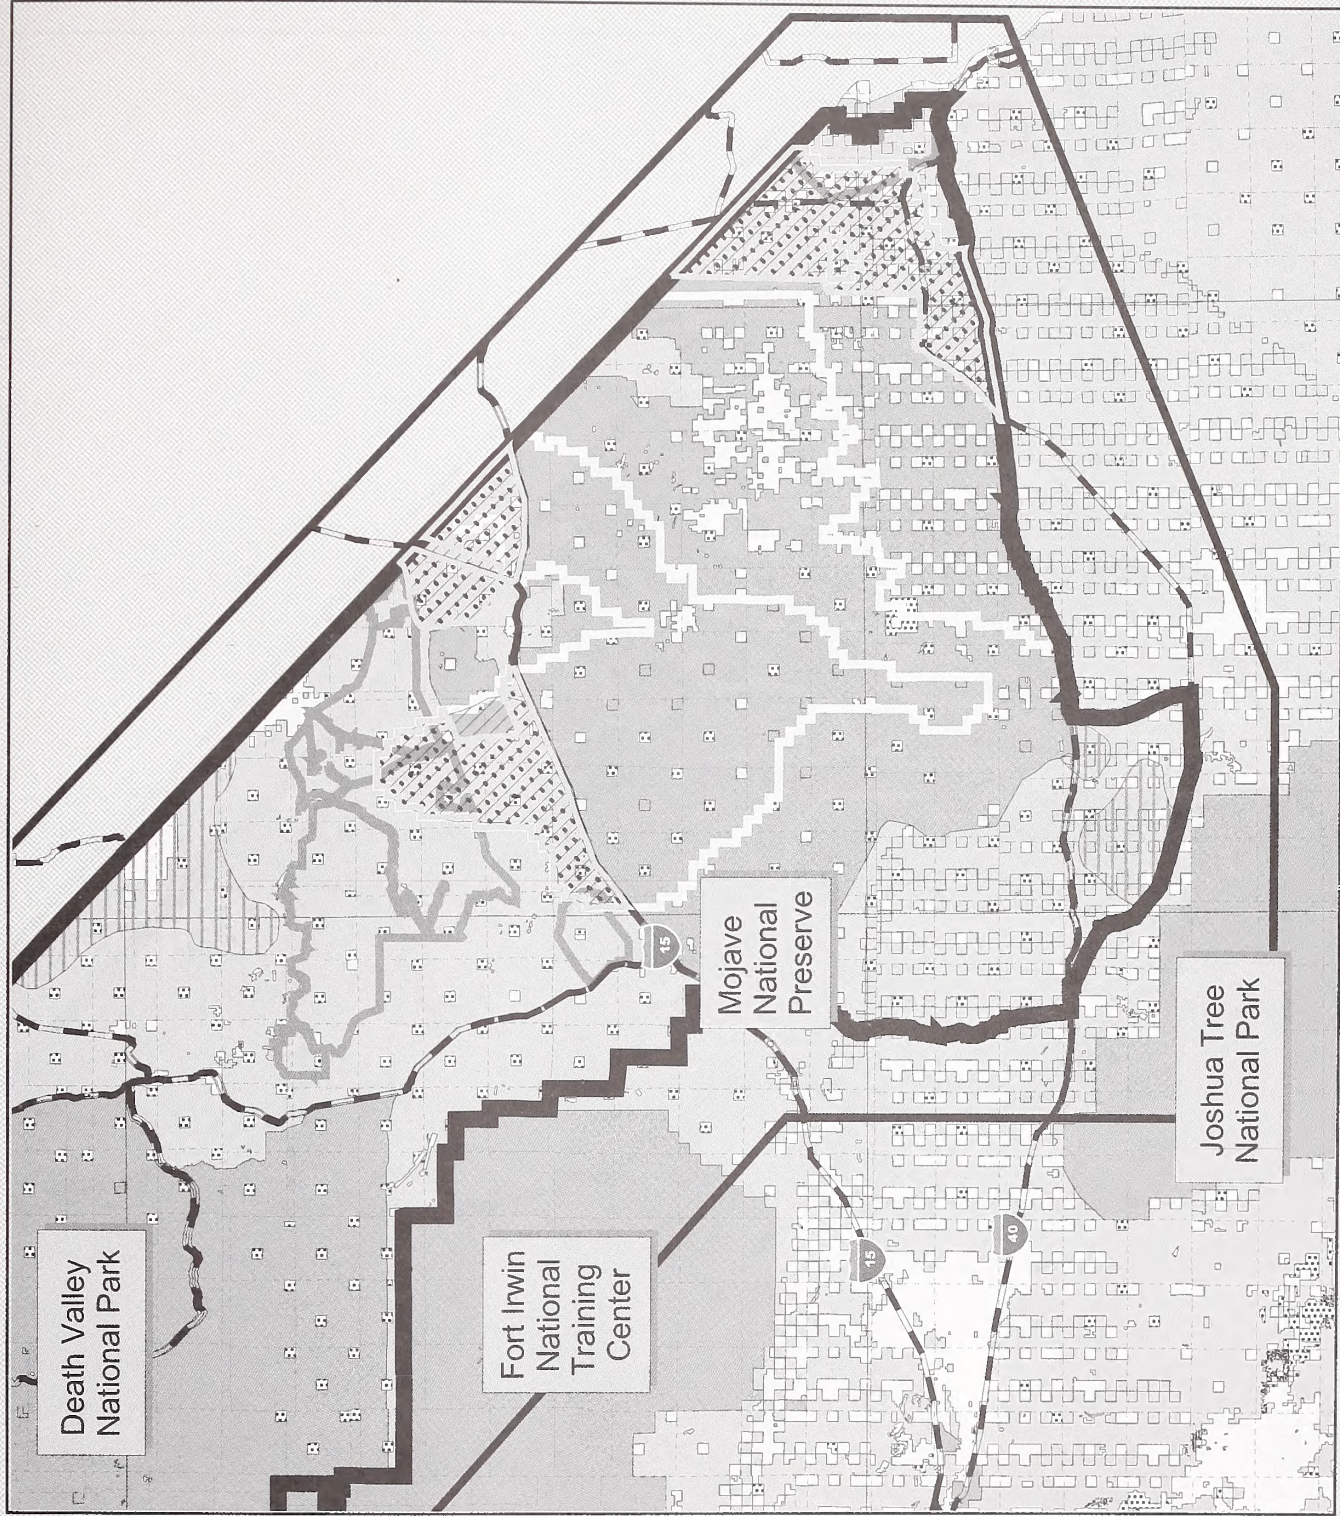 Death Valley
National Park
Fort Irwin
National
Training
Center
Mojave
National
Preserve
Joshua Tree
National Park
15
15
40